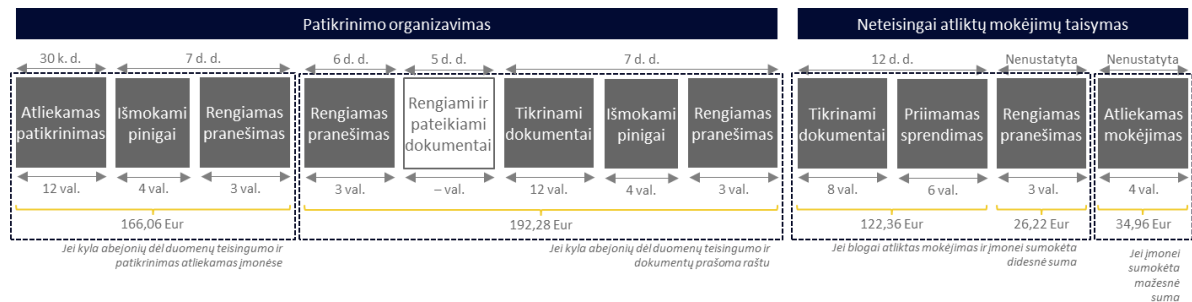 Patikrinimo organizavimas
Neteisingai atliktų mokėjimų taisymas
30 k. d.
7 d. d.
6 d. d.
5 d. d.
7 d. d.
12 d. d.
Nenustatyta
Nenustatyta
Atliekamas
patikrinimas
Išmokami
pinigai
Rengiamas
pranešimas
Rengiamas
pranešimas
Rengiami ir
pateikiami
dokumentai
Tikrinami
dokumentai
Išmokami
pinigai
Rengiamas
pranešimas
Tikrinami
dokumentai
Priimamas
sprendimas
Rengiamas
pranešimas
Atliekamas
mokėjimas
12 val.
4 val.
3 val.
3 val.
– val.
12 val.
4 val.
3 val.
8 val.
6 val.
3 val.
4 val.
166,06 Eur
192,28 Eur
122,36 Eur
26,22 Eur
34,96 Eur
Jei kyla abejonių dėl duomenų teisingumo ir
patikrinimas atliekamas įmonėse
Jei kyla abejonių dėl duomenų teisingumo ir
dokumentų prašoma raštu
Jei blogai atliktas mokėjimas ir įmonei sumokėta
didesnė suma
Jei įmonei
sumokėta
mažesnė
suma